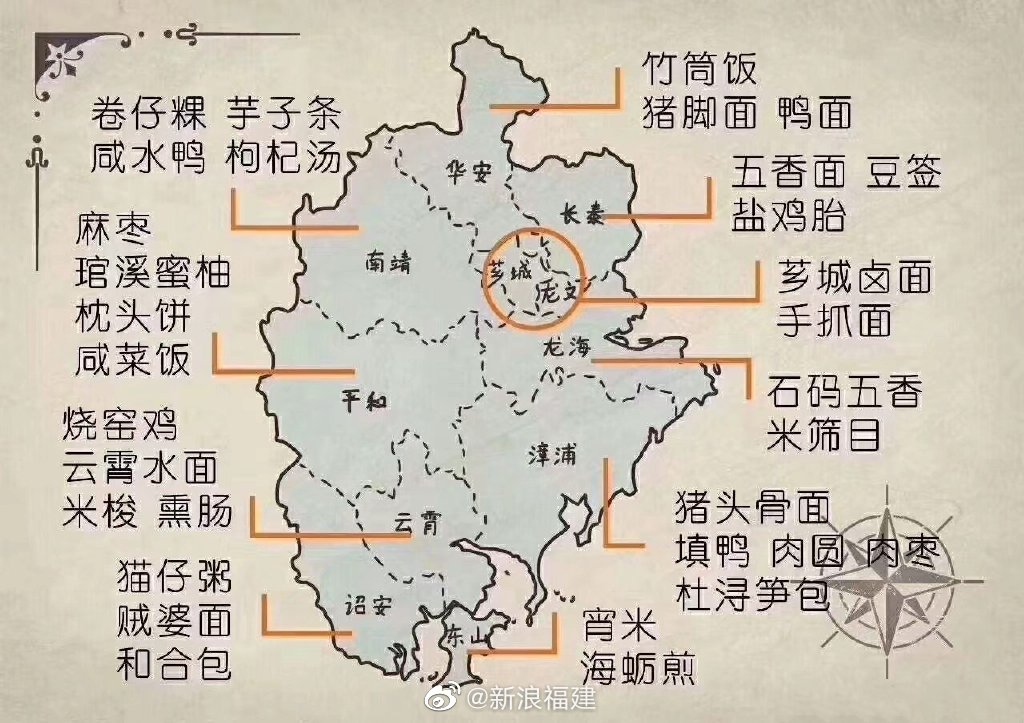 竹筒饭
猪脚面 鸭面
卷仔粿 芋子条
咸水鸭 枸杞汤
华安
五香面 豆签
盐鸡胎
长泰
麻枣
琯溪蜜柚
枕头饼
咸菜饭
南靖
芗城
龙文
芗城卤面
手抓面
龙海
石码五香
米筛目
平和
烧窑鸡
云霄水面
米梭 熏肠
漳浦
猪头骨面
填鸭 肉圆 肉枣
杜浔笋包
云霄
猫仔粥
贼婆面
和合包
诏安
东山
宵米
海蛎煎
@新浪福建